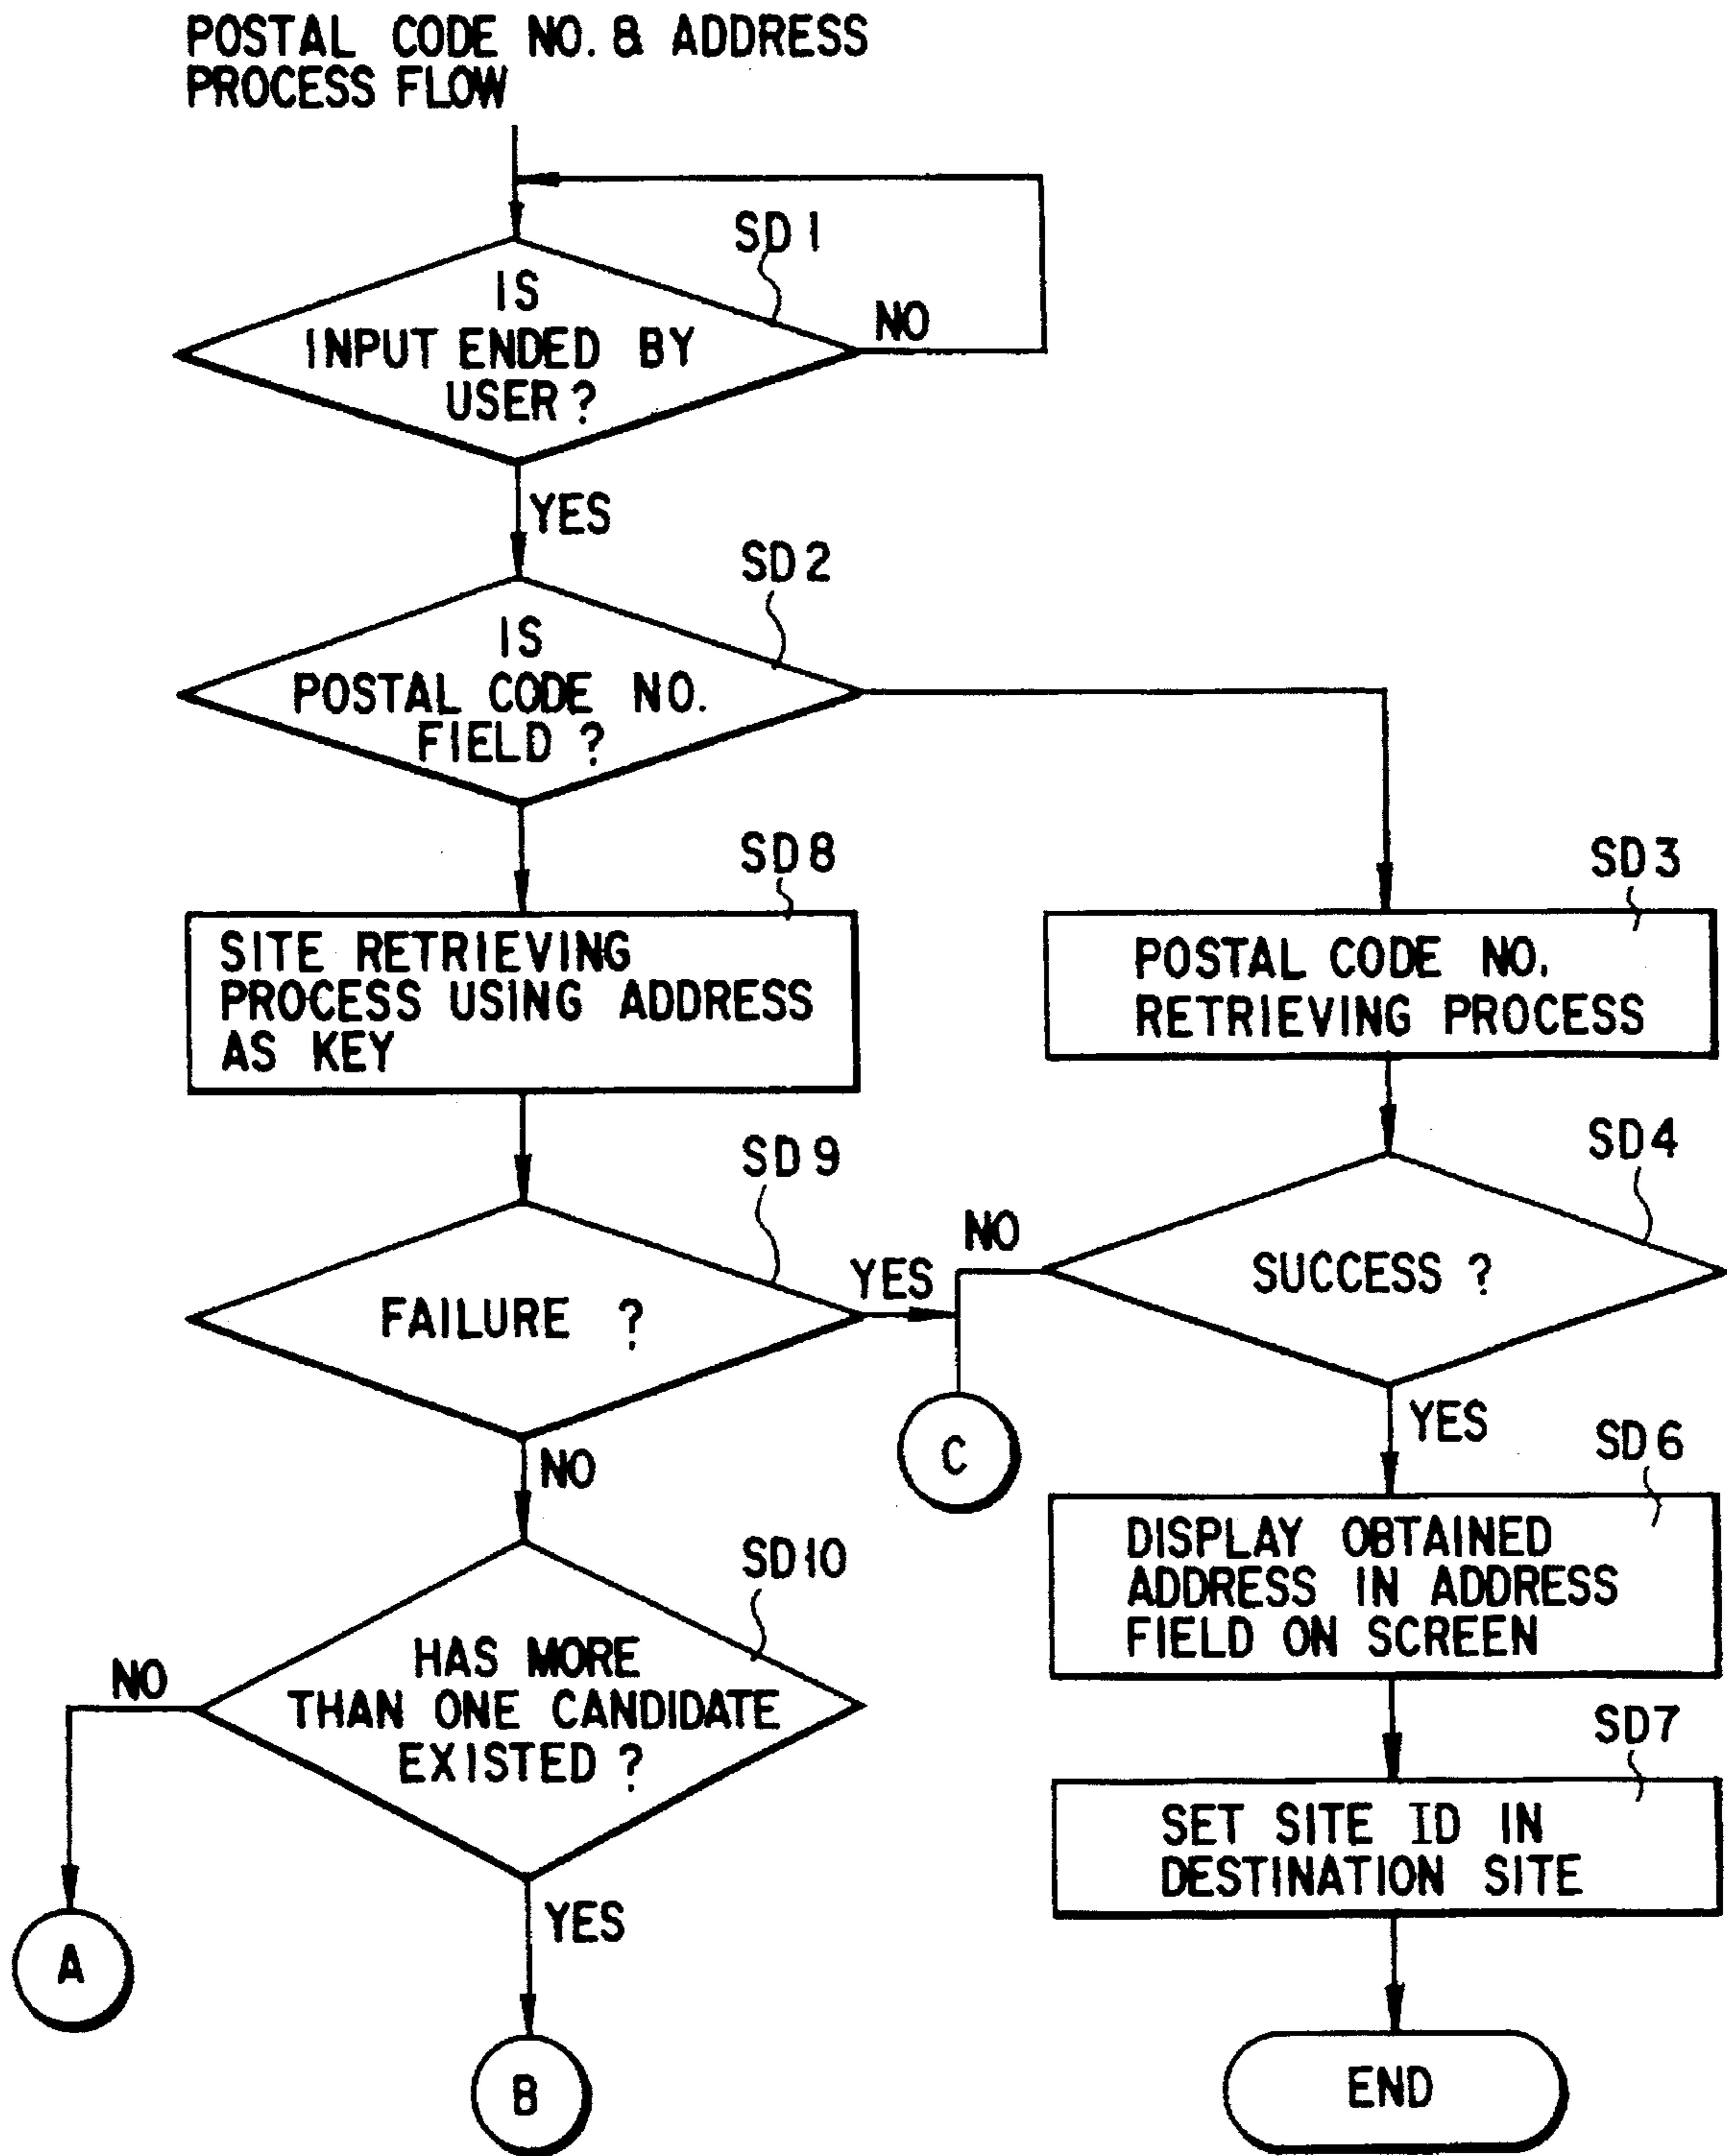 POSTAL CODE NO. & ADDRESS
PROCESS FLOW
SD1
IS
INPUT ENDED BY
USER?
NO
YES
SD2
IS
POSTAL CODE NO.
FIELD ?
SD8
SITE RETRIEVING
PROCESS USING ADDRESS
AS KEY
SD3
POSTAL CODE NO.
RETRIEVING PROCESS
SD9
FAILURE ?
YES
NO
SD4
SUCCESS ?
NO
YES
C
SD10
HAS MORE
THAN ONE CANDIDATE
EXISTED ?
NO
YES
A
B
SD6
DISPLAY OBTAINED
ADDRESS IN ADDRESS
FIELD ON SCREEN
SD7
SET SITE ID IN
DESTINATION SITE
END